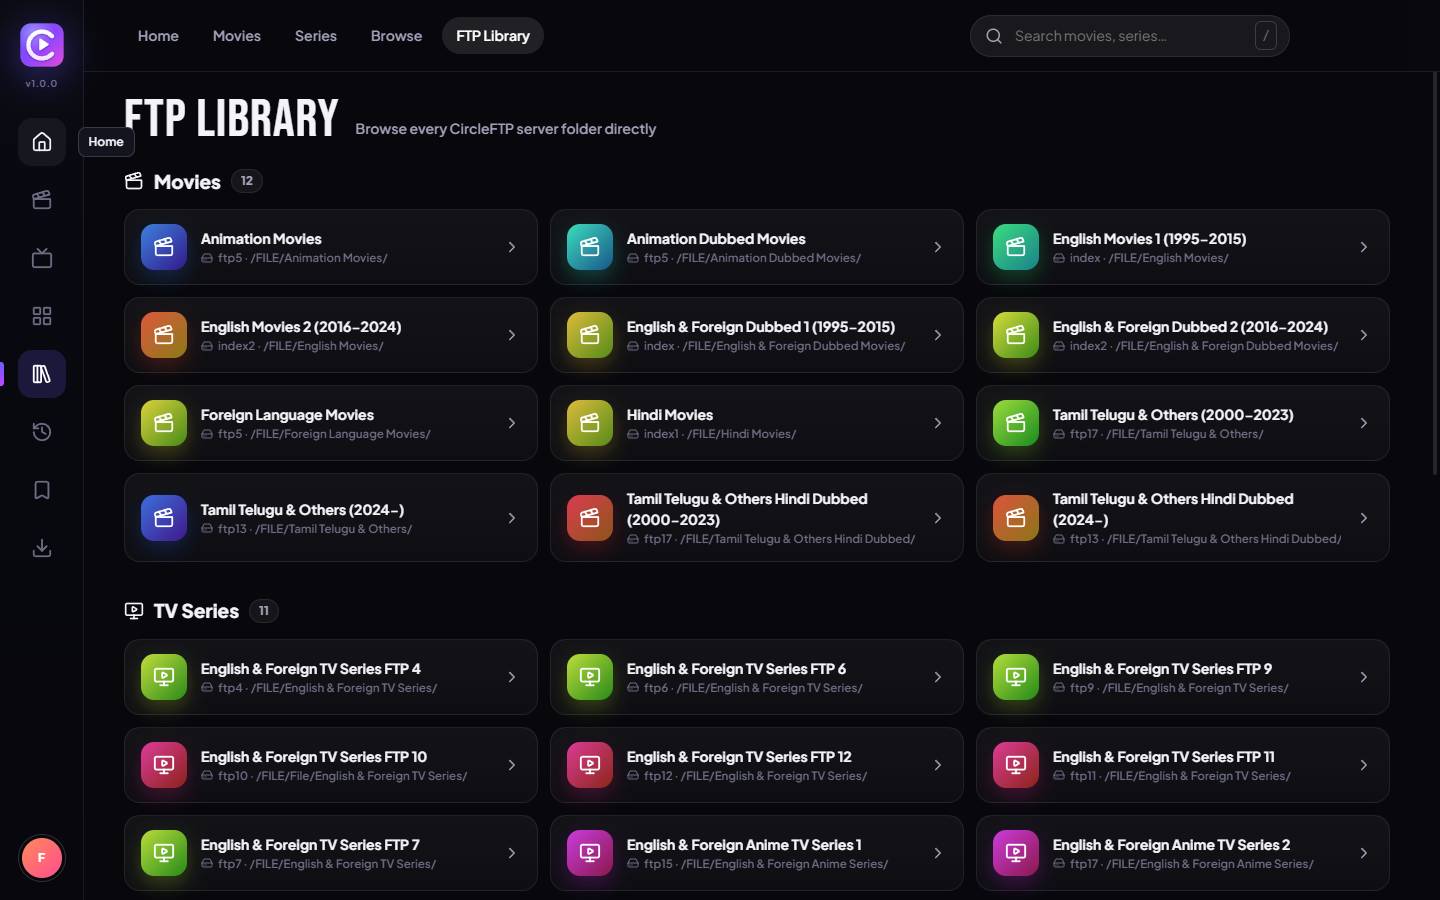 Home
Movies
Series
Browse
FTP Library
Search movies, series...
/
v1.0.0
Home
FTP LIBRARY
Browse every CircleFTP server folder directly
Movies
12
Animation Movies
ftp5 · /FILE/Animation Movies/
Animation Dubbed Movies
ftp5 · /FILE/Animation Dubbed Movies/
English Movies 1 (1995–2015)
index · /FILE/English Movies/
English Movies 2 (2016–2024)
index2 · /FILE/English Movies/
English & Foreign Dubbed 1 (1995–2015)
index · /FILE/English & Foreign Dubbed Movies/
English & Foreign Dubbed 2 (2016–2024)
index2 · /FILE/English & Foreign Dubbed Movies/
Foreign Language Movies
ftp5 · /FILE/Foreign Language Movies/
Hindi Movies
index1 · /FILE/Hindi Movies/
Tamil Telugu & Others (2000–2023)
ftp17 · /FILE/Tamil Telugu & Others/
Tamil Telugu & Others (2024–)
ftp13 · /FILE/Tamil Telugu & Others/
Tamil Telugu & Others Hindi Dubbed
(2000–2023)
ftp17 · /FILE/Tamil Telugu & Others Hindi Dubbed/
Tamil Telugu & Others Hindi Dubbed
(2024–)
ftp13 · /FILE/Tamil Telugu & Others Hindi Dubbed/
TV Series
11
English & Foreign TV Series FTP 4
ftp4 · /FILE/English & Foreign TV Series/
English & Foreign TV Series FTP 6
ftp6 · /FILE/English & Foreign TV Series/
English & Foreign TV Series FTP 9
ftp9 · /FILE/English & Foreign TV Series/
English & Foreign TV Series FTP 10
ftp10 · /FILE/File/English & Foreign TV Series/
English & Foreign TV Series FTP 12
ftp12 · /FILE/English & Foreign TV Series/
English & Foreign TV Series FTP 11
ftp11 · /FILE/English & Foreign TV Series/
English & Foreign TV Series FTP 7
ftp7 · /FILE/English & Foreign TV Series/
English & Foreign Anime TV Series 1
ftp15 · /FILE/English & Foreign Anime Series/
English & Foreign Anime TV Series 2
ftp17 · /FILE/English & Foreign Anime Series/
F